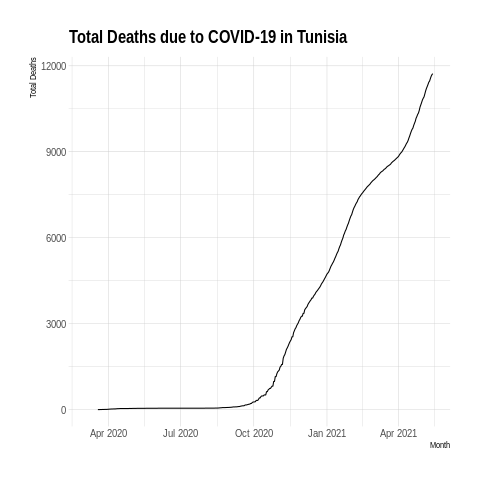 Total Deaths due to COVID-19 in Tunisia
Total Deaths
12000
9000
6000
3000
0
Apr 2020 Jul 2020 Oct 2020 Jan 2021 Apr 2021
Month